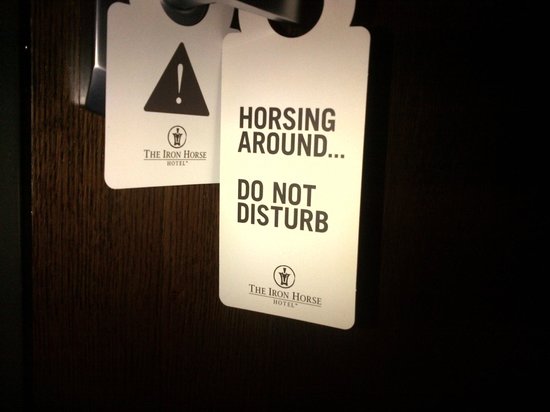 !
THE IRON HORSE
HOTEL
HORSING
AROUND...
DO NOT
DISTURB
THE IRON HORSE
HOTEL